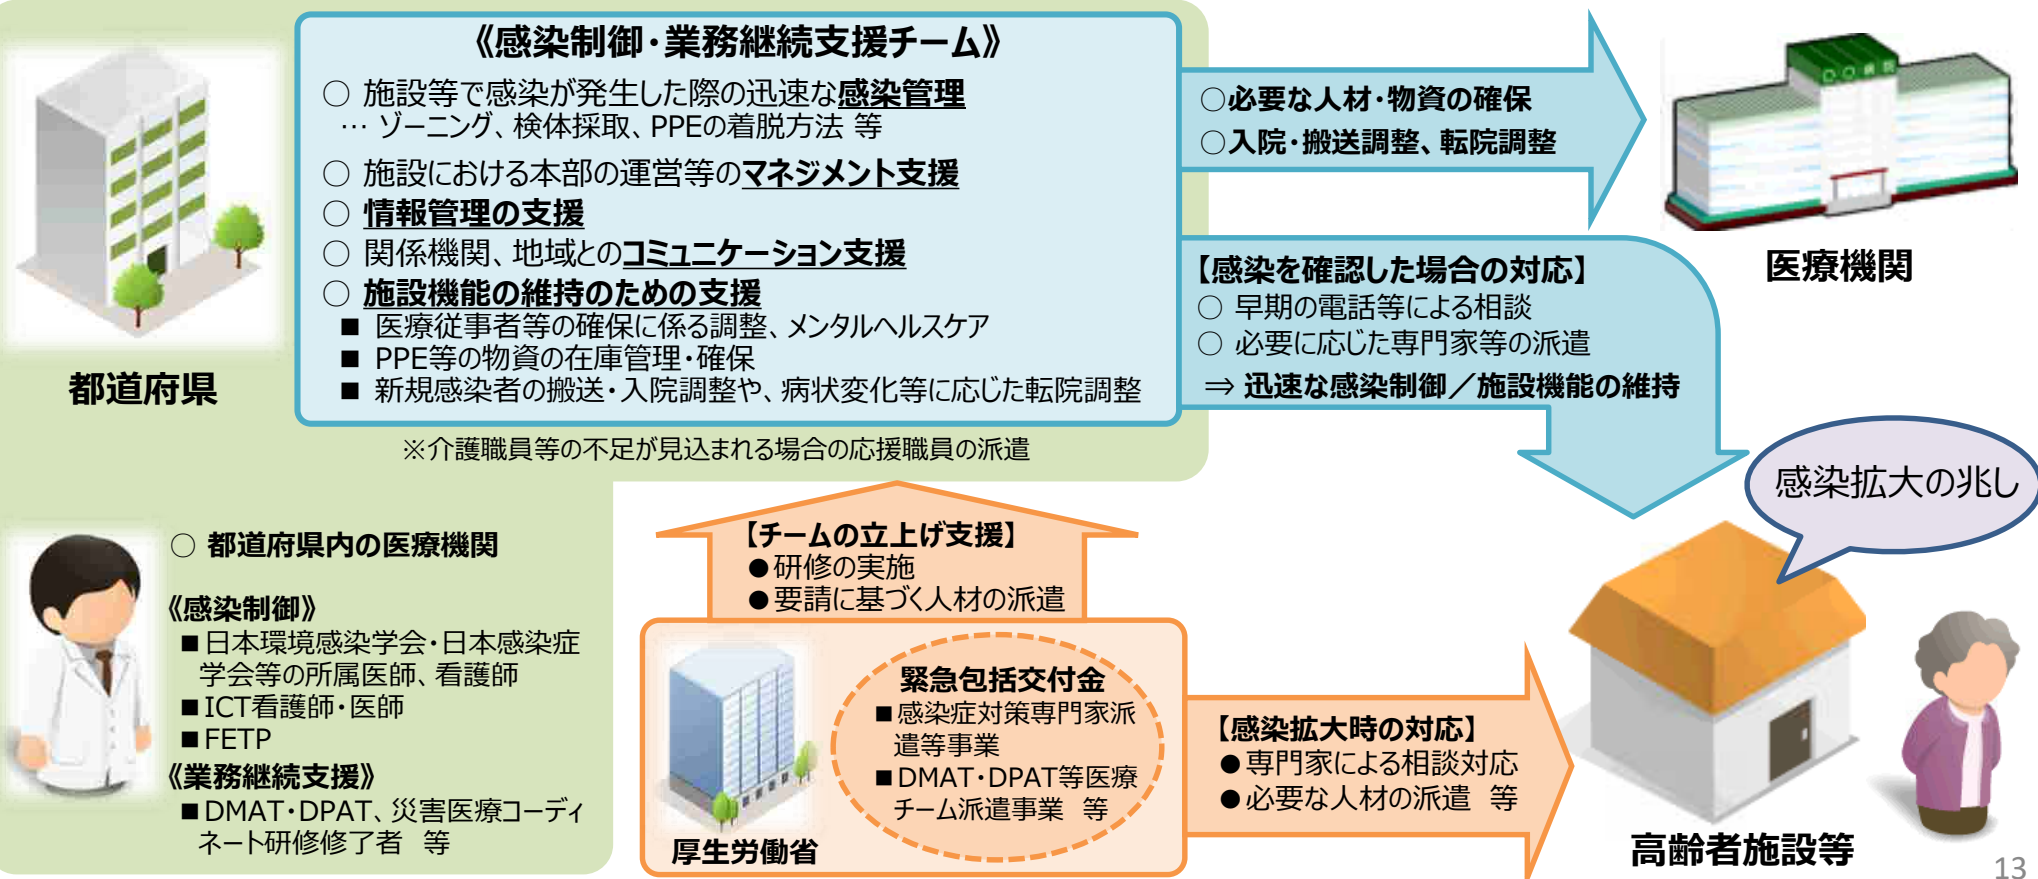 《感染制御・業務継続支援チーム》
○ 施設等で感染が発生した際の迅速な感染管理
… ゾーニング、検体採取、PPEの着脱方法 等
○ 施設における本部の運営等のマネジメント支援
○ 情報管理の支援
○ 関係機関、地域とのコミュニケーション支援
○ 施設機能の維持のための支援
■ 医療従事者等の確保に係る調整、メンタルヘルスケア
■ PPE等の物資の在庫管理・確保
■ 新規感染者の搬送・入院調整や、病状変化等に応じた転院調整
※介護職員等の不足が見込まれる場合の応援職員の派遣
都道府県
○必要な人材・物資の確保
○入院・搬送調整、転院調整
○○病院
医療機関
【感染を確認した場合の対応】
○ 早期の電話等による相談
○ 必要に応じた専門家等の派遣
⇒ 迅速な感染制御／施設機能の維持
感染拡大の兆し
○ 都道府県内の医療機関
《感染制御》
■日本環境感染学会・日本感染症
学会等の所属医師、看護師
■ICT看護師・医師
■FETP
《業務継続支援》
■DMAT・DPAT、災害医療コーディ
ネート研修修了者 等
【チームの立上げ支援】
●研修の実施
●要請に基づく人材の派遣
緊急包括交付金
■感染症対策専門家派
遣等事業
■DMAT・DPAT等医療
チーム派遣事業 等
厚生労働省
【感染拡大時の対応】
●専門家による相談対応
●必要な人材の派遣 等
高齢者施設等
13